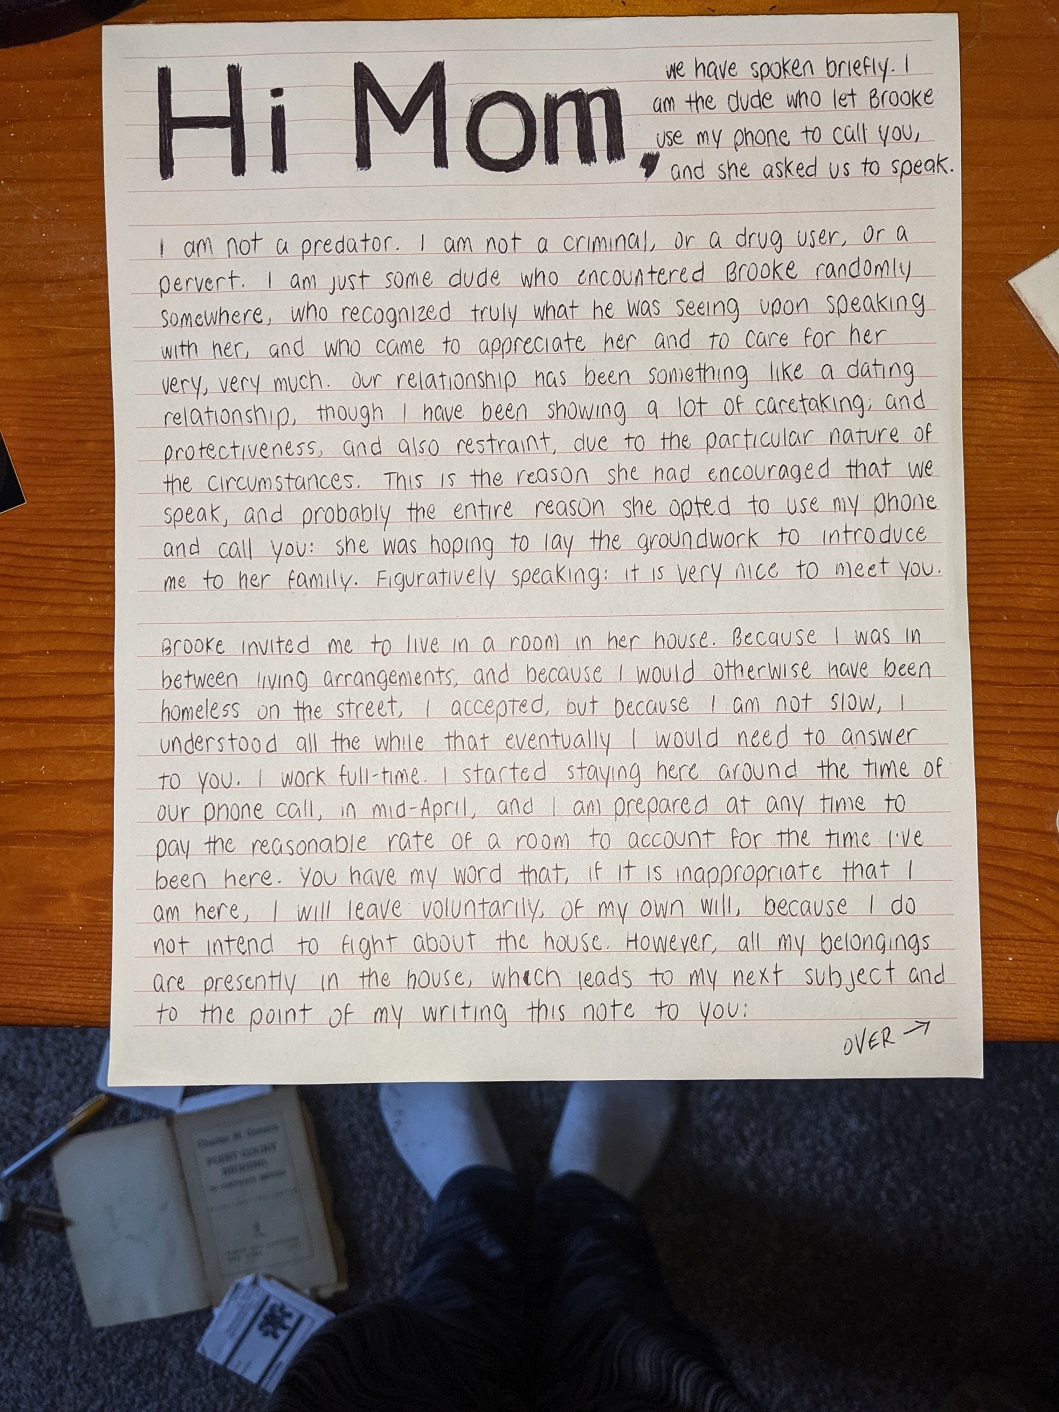 Hi Mom,
we have spoken briefly. I
am the dude who let Brooke
use my phone to call you,
and she asked us to speak.
I am not a predator. I am not a criminal, or a drug user, or a
pervert. I am just some dude who encountered Brooke randomly
somewhere, who recognized truly what he was seeing upon speaking
with her, and who came to appreciate her and to care for her
very, very much. Our relationship has been something like a dating
relationship, though I have been showing a lot of caretaking, and
protectiveness, and also restraint, due to the particular nature of
the circumstances. This is the reason she had encouraged that we
speak, and probably the entire reason she opted to use my phone
and call you: she was hoping to lay the groundwork to introduce
me to her family. Figuratively speaking: it is very nice to meet you.
Brooke invited me to live in a room in her house. Because I was in
between living arrangements, and because I would otherwise have been
homeless on the street, I accepted, but because I am not slow, I
understood all the while that eventually I would need to answer
to you. I work full-time. I started staying here around the time of
our phone call, in mid-April, and I am prepared at any time to
pay the reasonable rate of a room to account for the time I've
been here. You have my word that, if it is inappropriate that I
am here, I will leave voluntarily, of my own will, because I do
not intend to fight about the house. However, all my belongings
are presently in the house, which leads to my next subject and
to the point of my writing this note to you:
OVER →
POINT COUNT
BIDDING